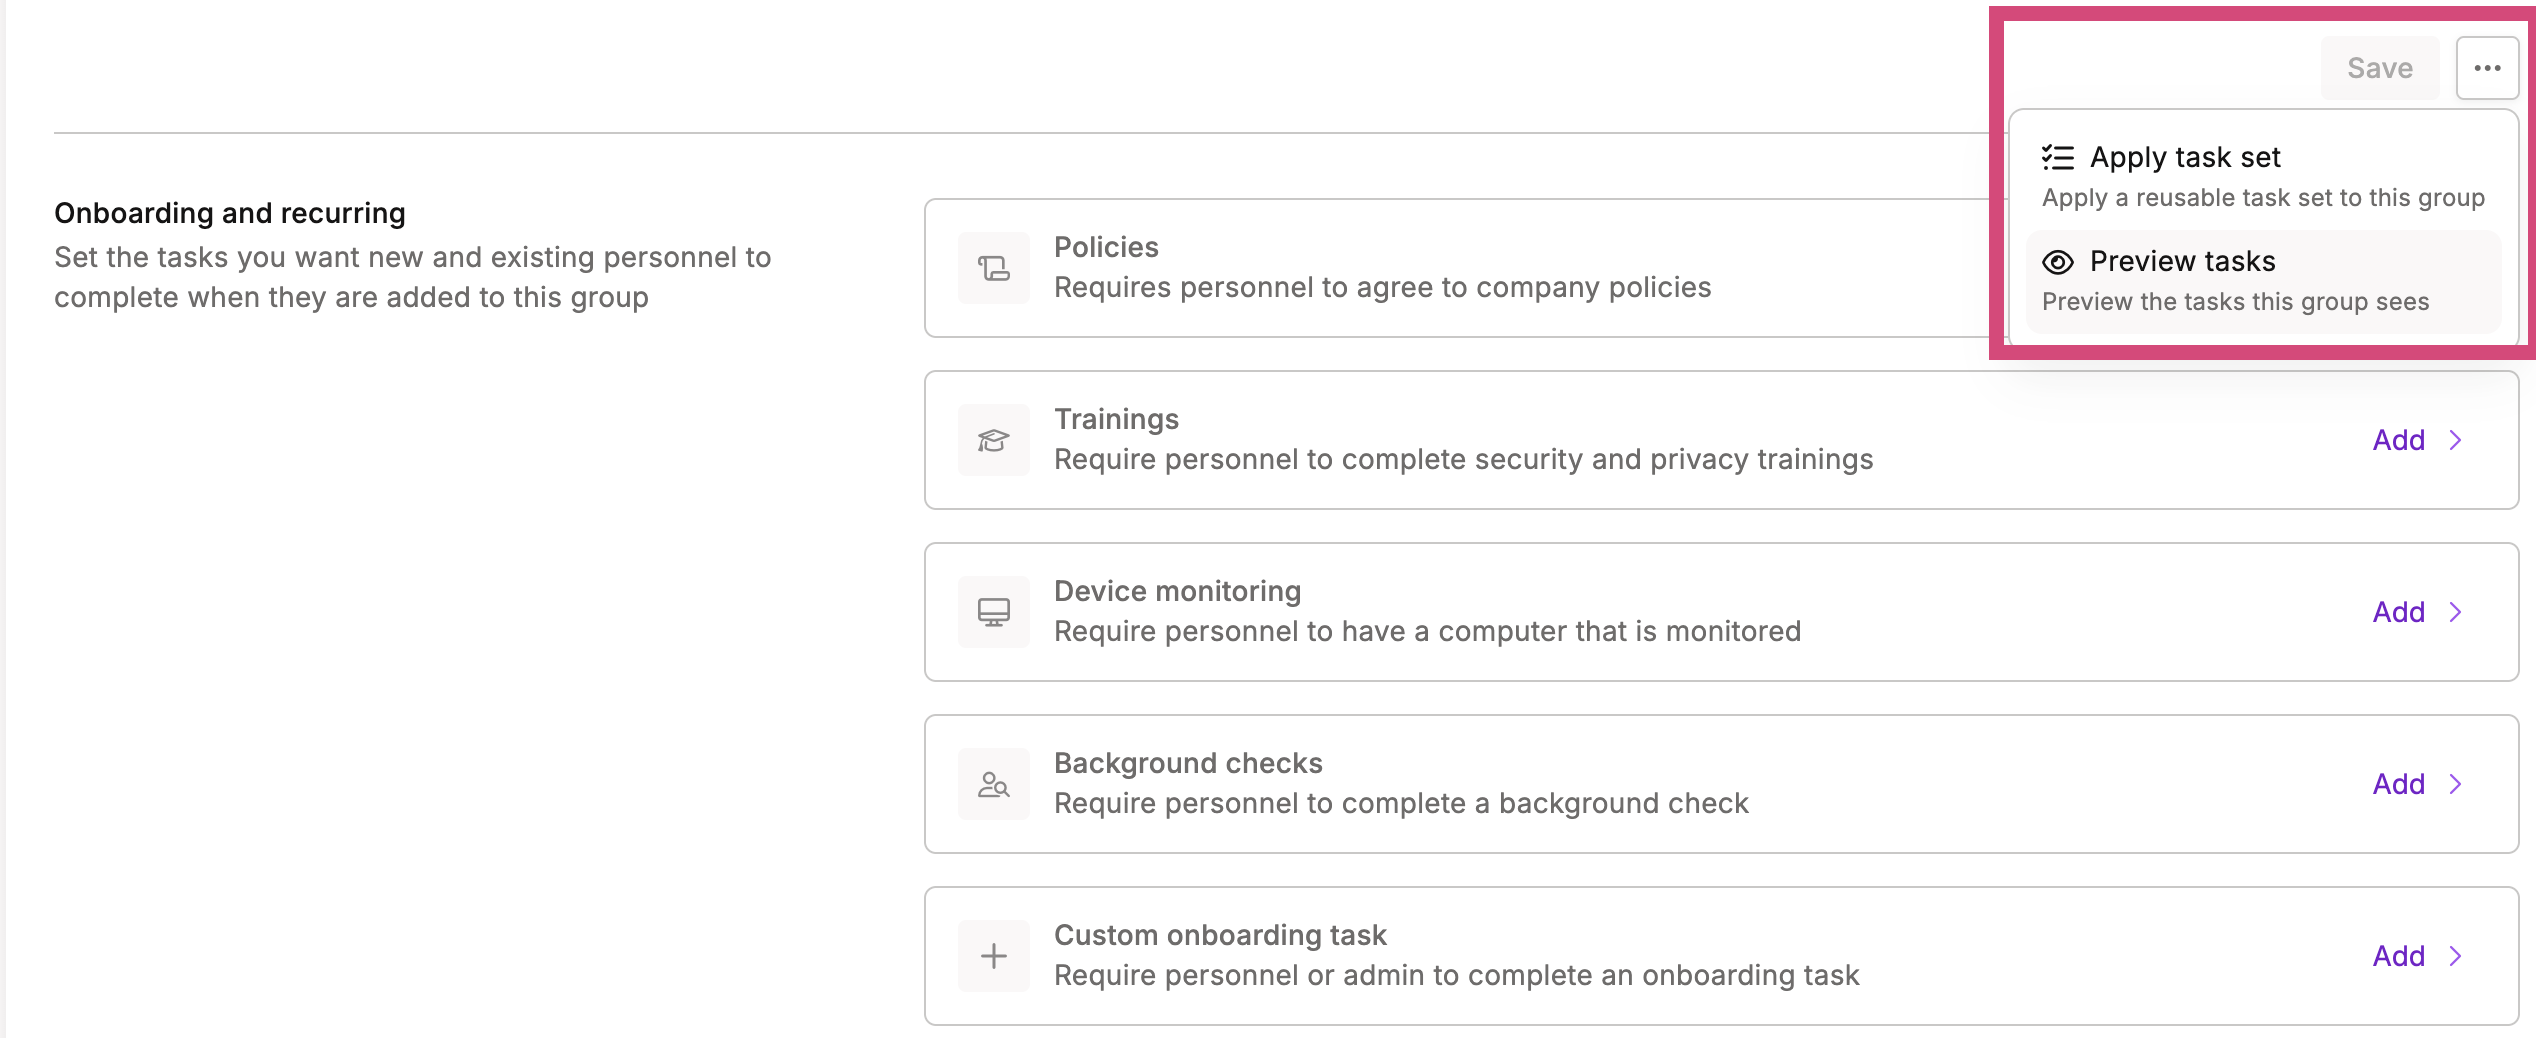 Save
Apply task set
Apply a reusable task set to this group
Preview tasks
Preview the tasks this group sees
Onboarding and recurring
Set the tasks you want new and existing personnel to
complete when they are added to this group
Policies
Requires personnel to agree to company policies
Trainings
Require personnel to complete security and privacy trainings
Add
Device monitoring
Require personnel to have a computer that is monitored
Add
Background checks
Require personnel to complete a background check
Add
Custom onboarding task
Require personnel or admin to complete an onboarding task
Add